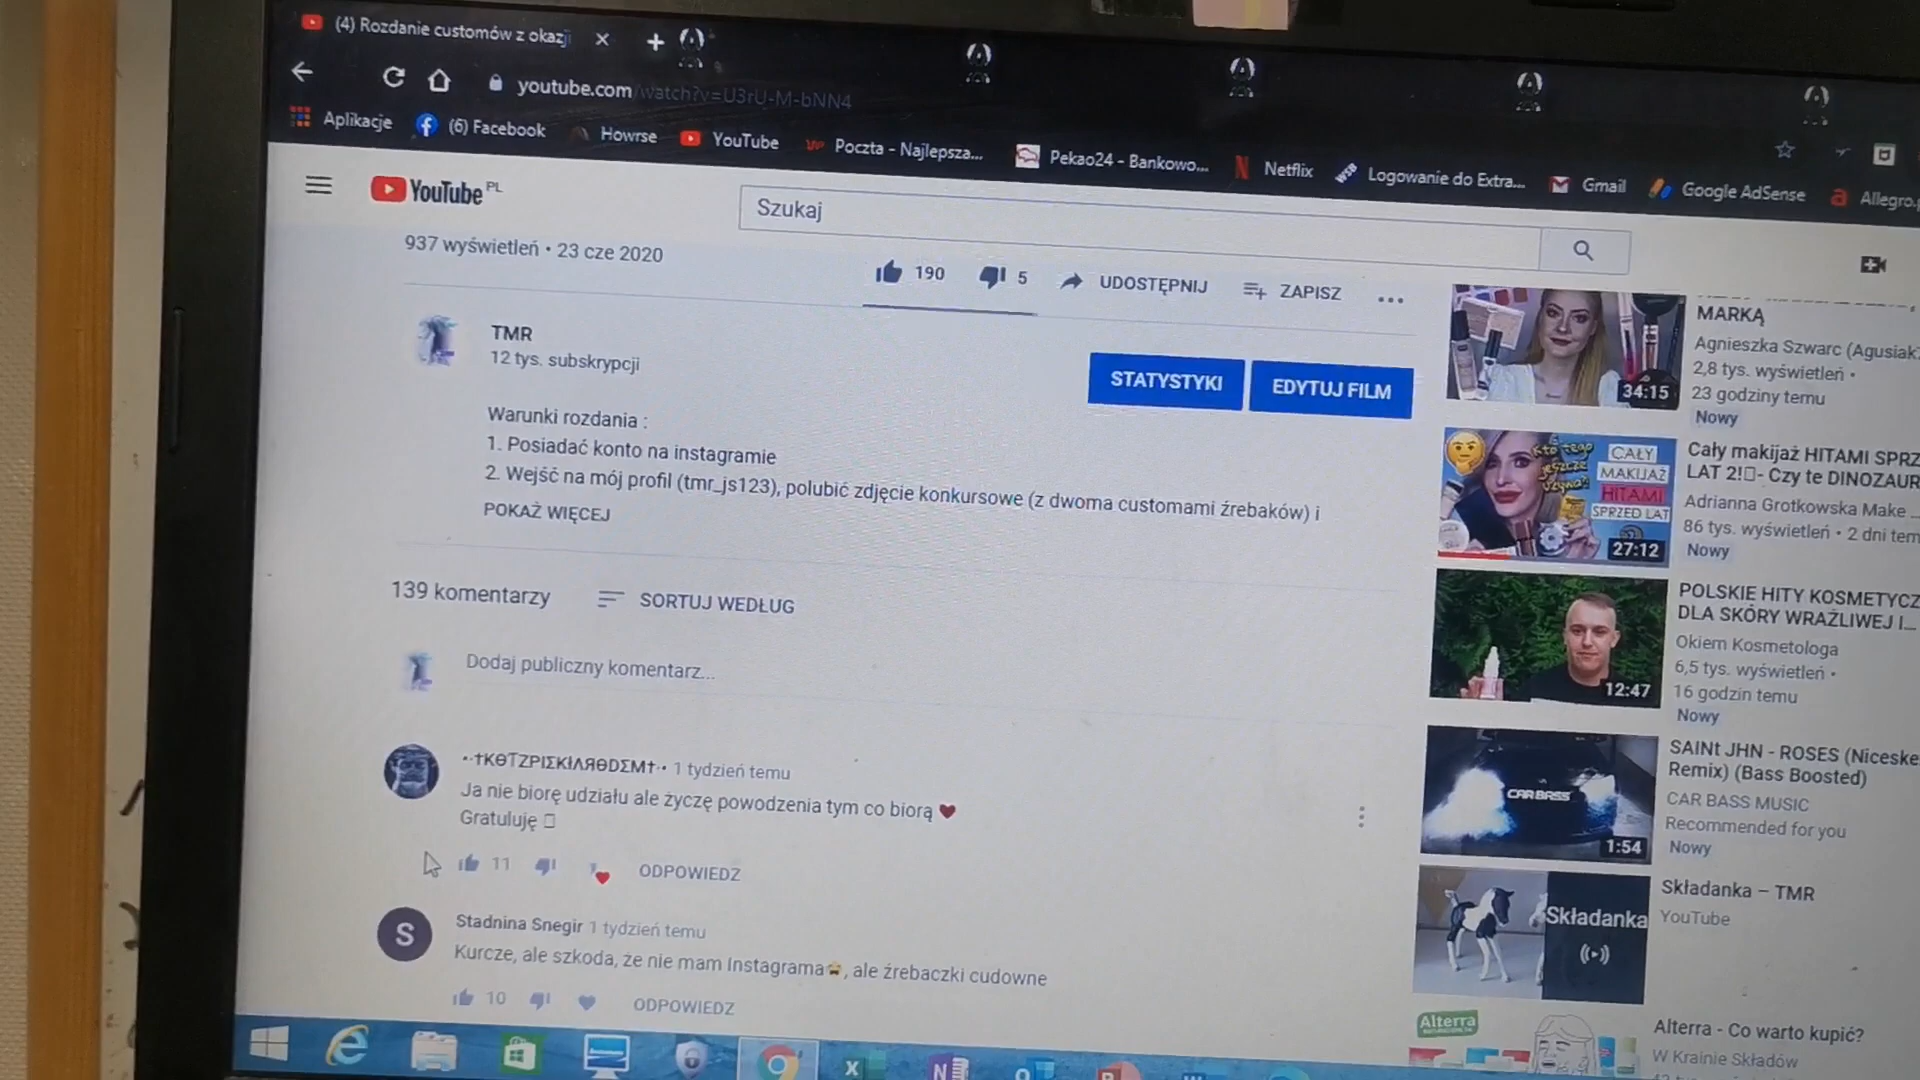 (4) Rozdanie customów z okazji
youtube.com/watch?v=U3rU-M-bNN4
Aplikacje
(6) Facebook
Howrse
YouTube
Poczta - Najlepsza...
Pekao24 - Bankowo...
Netflix
Logowanie do Extra...
Gmail
Google AdSense
Allegro.p
YouTube PL
Szukaj
937 wyświetleń • 23 cze 2020
190
5
UDOSTĘPNIJ
ZAPISZ
TMR
12 tys. subskrypcji
STATYSTYKI
EDYTUJ FILM
Warunki rozdania :
1. Posiadać konto na instagramie
2. Wejść na mój profil (tmr_js123), polubić zdjęcie konkursowe (z dwoma customami źrebaków) i
POKAŻ WIĘCEJ
139 komentarzy
SORTUJ WEDŁUG
Dodaj publiczny komentarz...
1 tydzień temu
Ja nie biorę udziału ale życzę powodzenia tym co biorą ❤
Gratuluję
11
ODPOWIEDZ
S
Stadnina Snegir 1 tydzień temu
Kurcze, ale szkoda, że nie mam Instagrama, ale źrebaczki cudowne
10
ODPOWIEDZ
MARKĄ
Agnieszka Szwarc (Agusiak
2,8 tys. wyświetleń •
23 godziny temu
Nowy
34:15
Kto tego jeszcze używa?!
CAŁY
MAKIJAŻ
HITAMI
SPRZED LAT
27:12
Cały makijaż HITAMI SPRZ
LAT 2!- Czy te DINOZAUR
Adrianna Grotkowska Make ...
86 tys. wyświetleń • 2 dni tem
Nowy
12:47
POLSKIE HITY KOSMETYCZ
DLA SKÓRY WRAŻLIWEJ I...
Okiem Kosmetologa
6,5 tys. wyświetleń •
16 godzin temu
Nowy
CAR BASS
1:54
SAINt JHN - ROSES (Niceske
Remix) (Bass Boosted)
CAR BASS MUSIC
Recommended for you
Nowy
Składanka
Składanka – TMR
YouTube
Alterra
Alterra - Co warto kupić?
W Krainie Składów